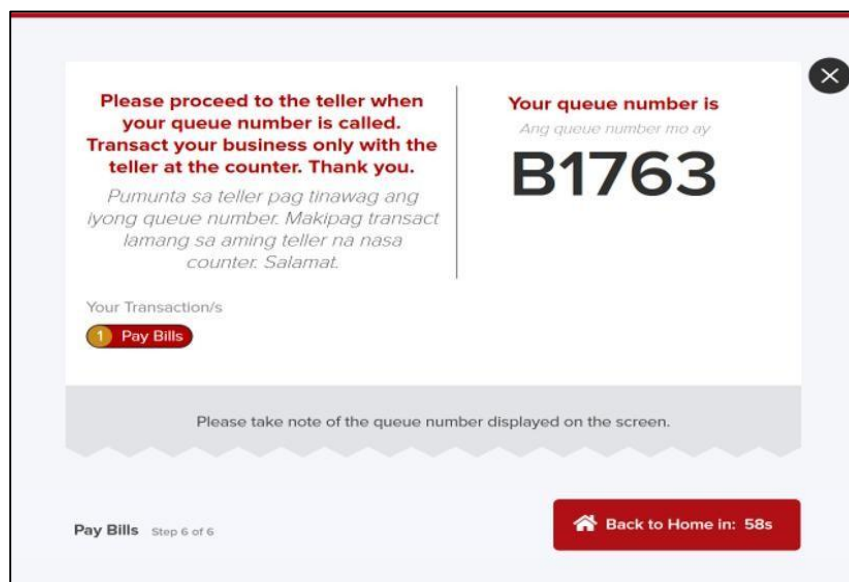 Please proceed to the teller when
your queue number is called.
Transact your business only with the
teller at the counter. Thank you.
Pumunta sa teller pag tinawag ang
iyong queue number. Makipag transact
lamang sa aming teller na nasa
counter. Salamat.
Your queue number is
Ang queue number mo ay
B1763
Your Transaction/s
1 Pay Bills
Please take note of the queue number displayed on the screen.
Pay Bills Step 6 of 6
Back to Home in: 58s